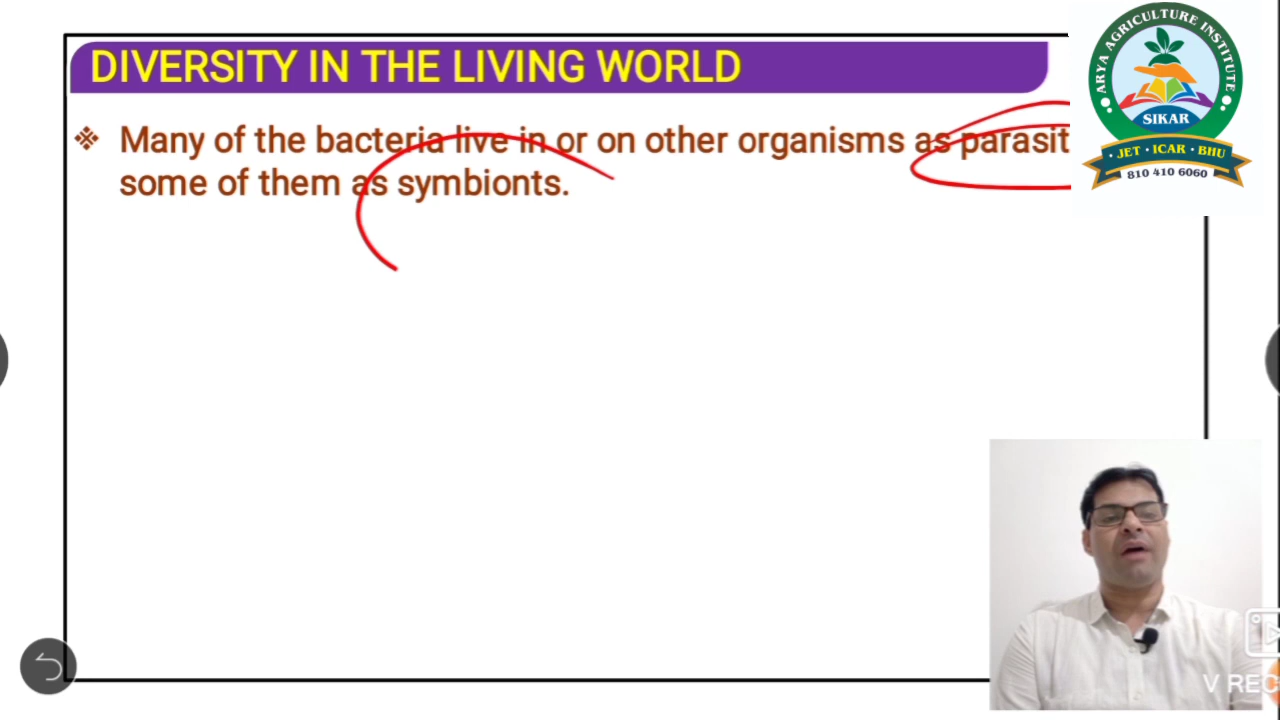 DIVERSITY IN THE LIVING WORLD
Many of the bacteria live in or on other organisms as
some of them as symbionts.
ARYA AGRICULTURE INSTITUTE
SIKAR
• JET • ICAR • BHU •
810 410 6060
V REC